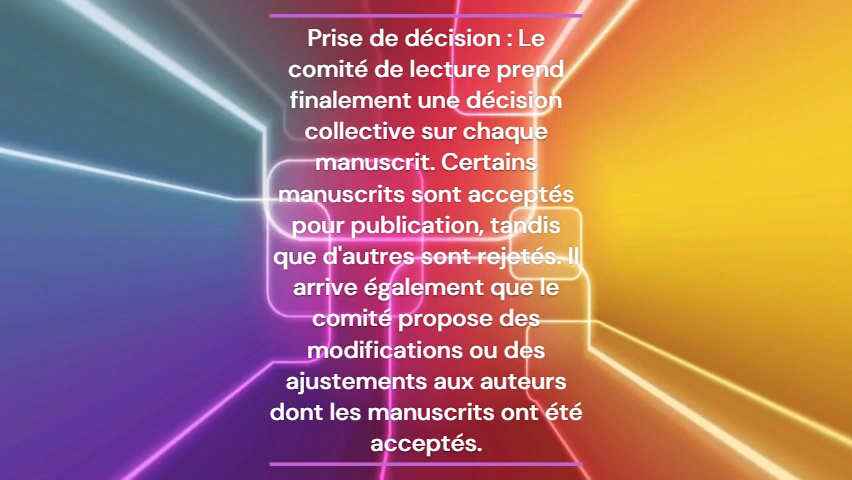 Prise de décision : Le
comité de lecture prend
finalement une décision
collective sur chaque
manuscrit. Certains
manuscrits sont acceptés
pour publication, tandis
que d'autres sont rejetés. Il
arrive également que le
comité propose des
modifications ou des
ajustements aux auteurs
dont les manuscrits ont été
acceptés.